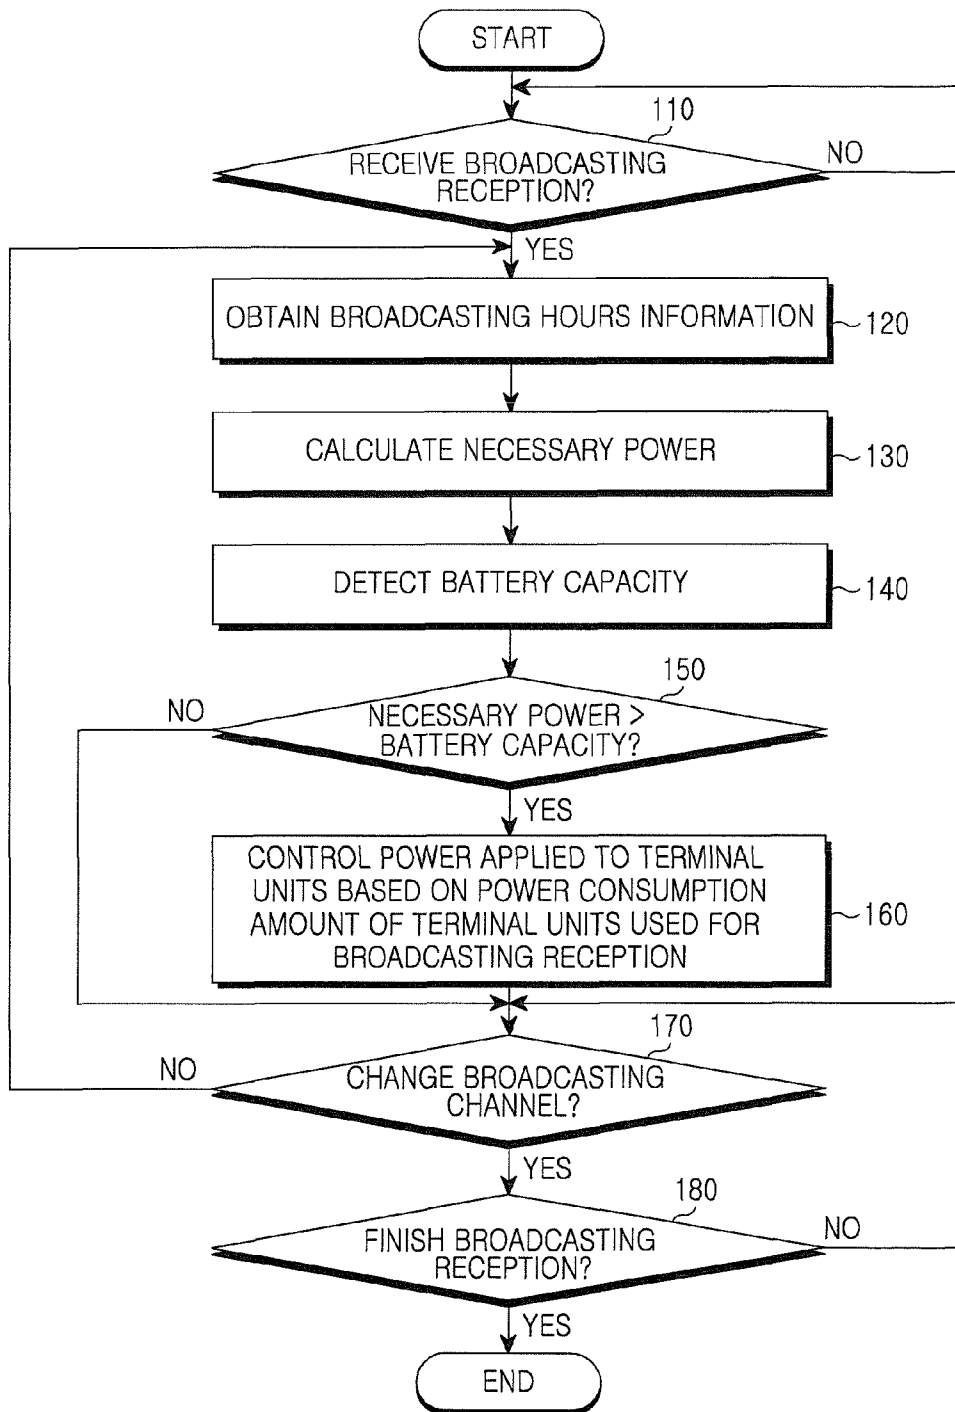 START
110
RECEIVE BROADCASTING
RECEPTION?
NO
YES
OBTAIN BROADCASTING HOURS INFORMATION
120
CALCULATE NECESSARY POWER
130
DETECT BATTERY CAPACITY
140
150
NO
NECESSARY POWER >
BATTERY CAPACITY?
YES
CONTROL POWER APPLIED TO TERMINAL
UNITS BASED ON POWER CONSUMPTION
AMOUNT OF TERMINAL UNITS USED FOR
BROADCASTING RECEPTION
160
170
NO
CHANGE BROADCASTING
CHANNEL?
YES
180
FINISH BROADCASTING
RECEPTION?
NO
YES
END